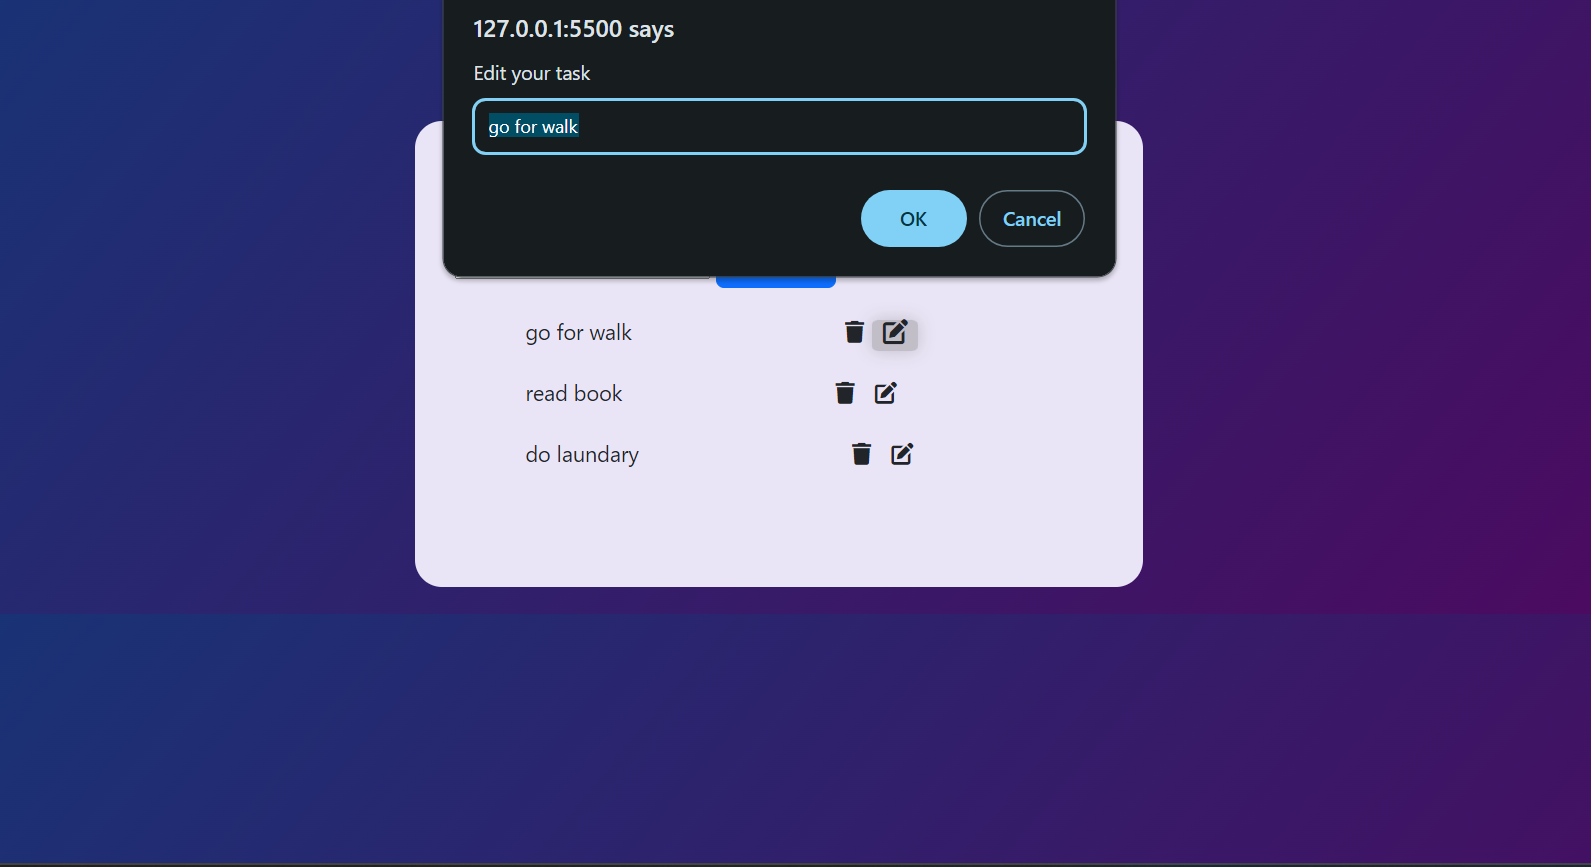 127.0.0.1:5500 says
Edit your task
go for walk
OK Cancel
go for walk
read book
do laundary